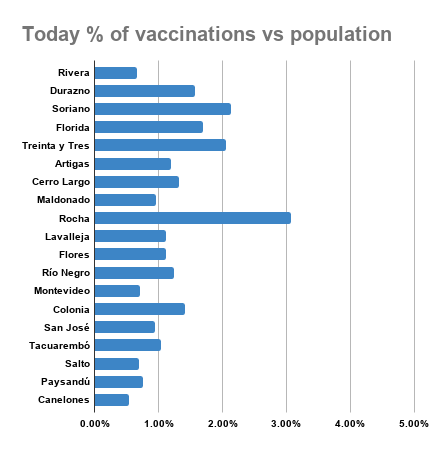 Today % of vaccinations vs population
Rivera
Durazno
Soriano
Florida
Treinta y Tres
Artigas
Cerro Largo
Maldonado
Rocha
Lavalleja
Flores
Río Negro
Montevideo
Colonia
San José
Tacuarembó
Salto
Paysandú
Canelones
0.00% 1.00% 2.00% 3.00% 4.00% 5.00%